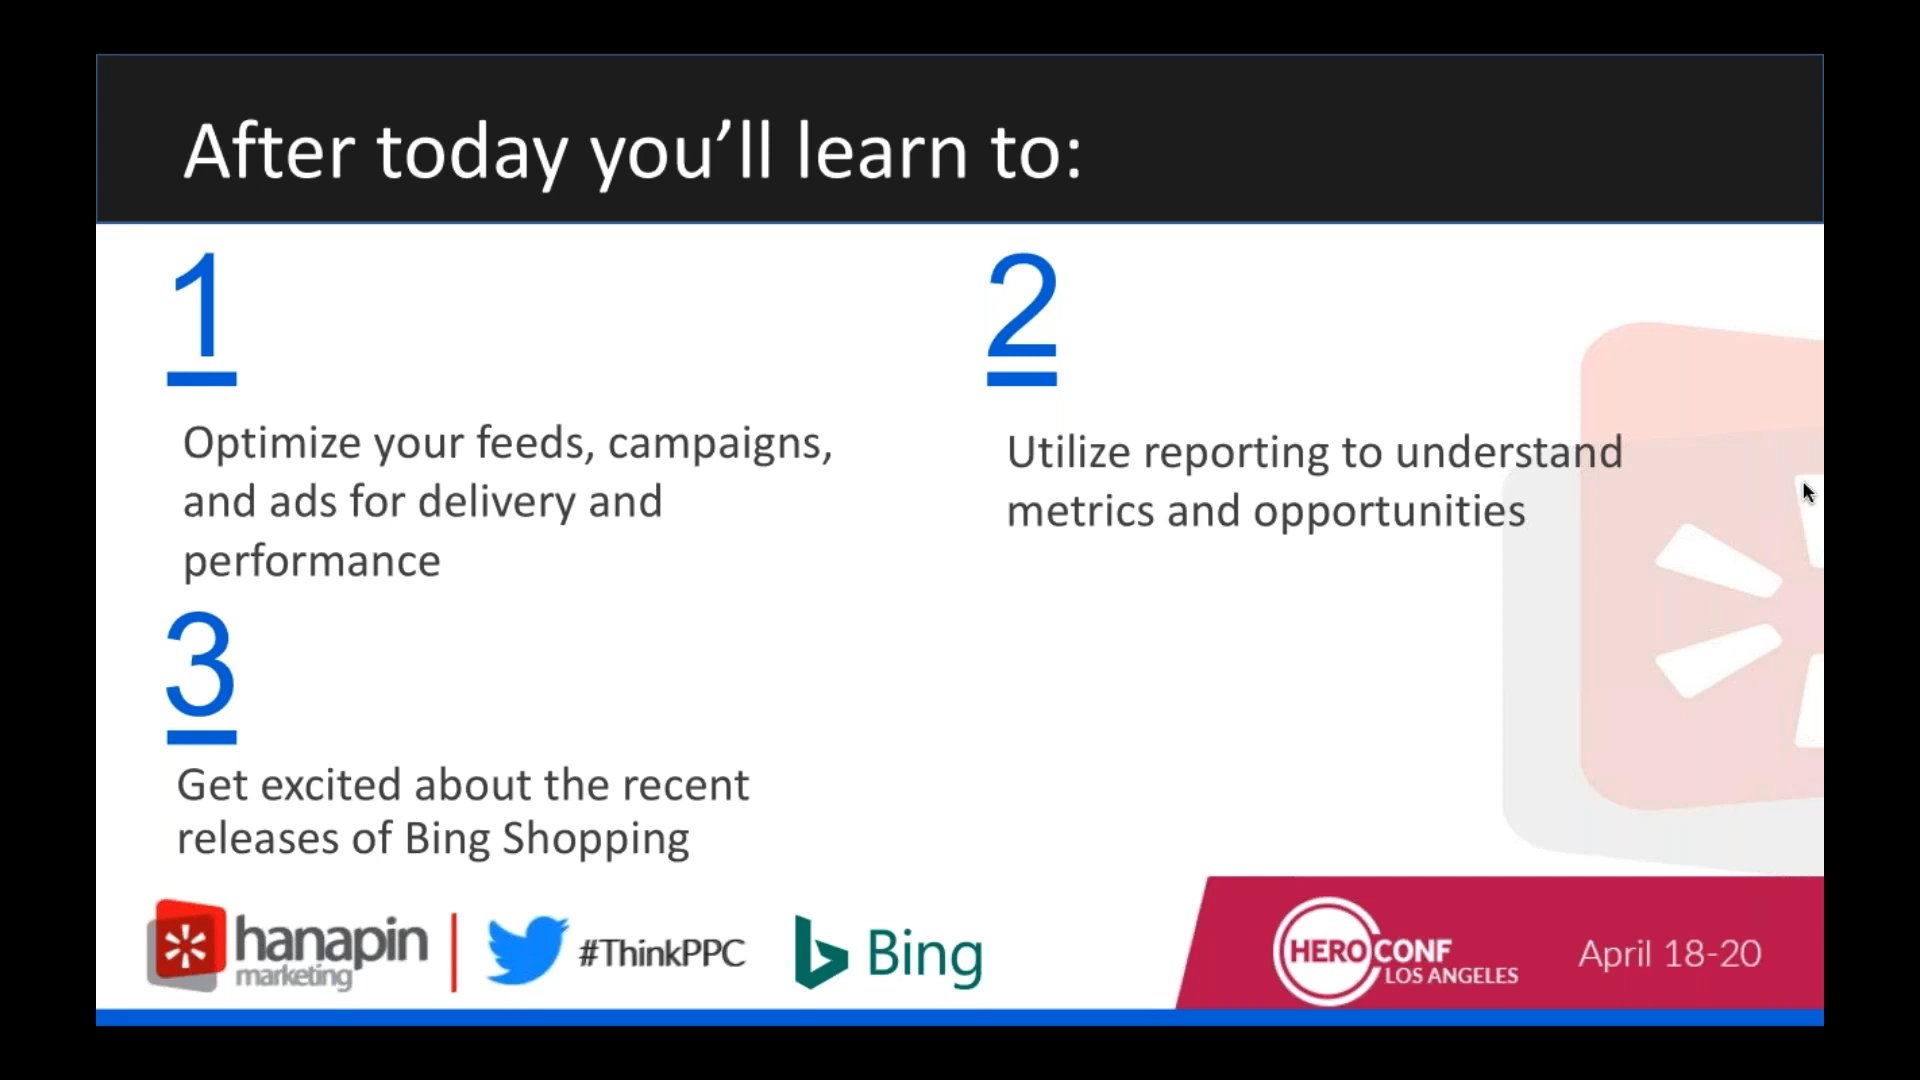 After today you’ll learn to:
1
Optimize your feeds, campaigns,
and ads for delivery and
performance
2
Utilize reporting to understand
metrics and opportunities
3
Get excited about the recent
releases of Bing Shopping
hanapin
marketing
#ThinkPPC
Bing
HEROCONF
LOS ANGELES
April 18-20